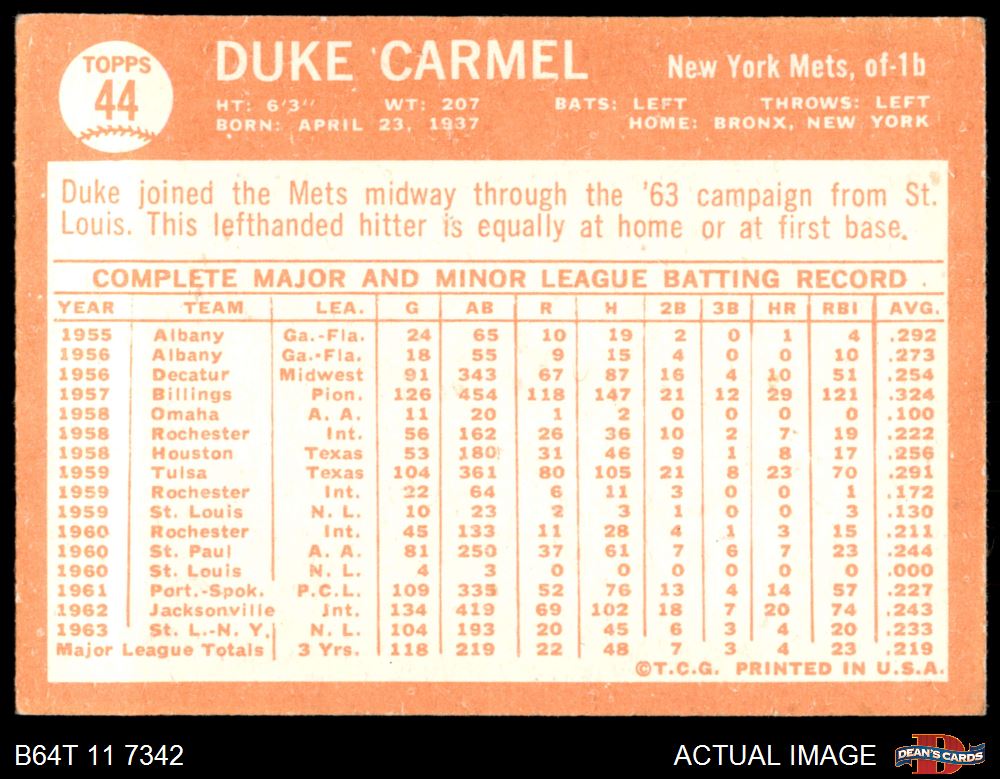 TOPPS
44
DUKE CARMEL
New York Mets, of-1b
HT: 6'3" WT: 207 BATS: LEFT THROWS: LEFT
BORN: APRIL 23, 1937 HOME: BRONX, NEW YORK
Duke joined the Mets midway through the '63 campaign from St.
Louis. This lefthanded hitter is equally at home or at first base.
COMPLETE MAJOR AND MINOR LEAGUE BATTING RECORD
YEAR TEAM LEA. G AB R H 2B 3B HR RBI AVG.
1955 Albany Ga.-Fla. 24 65 10 19 2 0 1 4 .292
1956 Albany Ga.-Fla. 18 55 9 15 4 0 0 10 .273
1956 Decatur Midwest 91 343 67 87 16 4 10 51 .254
1957 Billings Pion. 126 454 118 147 21 12 29 121 .324
1958 Omaha A. A. 11 20 1 2 0 0 0 0 .100
1958 Rochester Int. 56 162 26 36 10 2 7 19 .222
1958 Houston Texas 53 180 31 46 9 1 8 17 .256
1959 Tulsa Texas 104 361 80 105 21 8 23 70 .291
1959 Rochester Int. 22 64 6 11 3 0 0 1 .172
1959 St. Louis N. L. 10 23 2 3 1 0 0 3 .130
1960 Rochester Int. 45 133 11 28 4 1 3 15 .211
1960 St. Paul A. A. 81 250 37 61 7 6 7 23 .244
1960 St. Louis N. L. 4 3 0 0 0 0 0 0 .000
1961 Port.-Spok. P.C.L. 109 335 52 76 13 4 14 57 .227
1962 Jacksonville Int. 134 419 69 102 18 7 20 74 .243
1963 St. L.-N. Y. N. L. 104 193 20 45 6 3 4 20 .233
Major League Totals 3 Yrs. 118 219 22 48 7 3 4 23 .219
©T.C.G. PRINTED IN U.S.A.
B64T 11 7342
ACTUAL IMAGE
DEAN'S CARDS